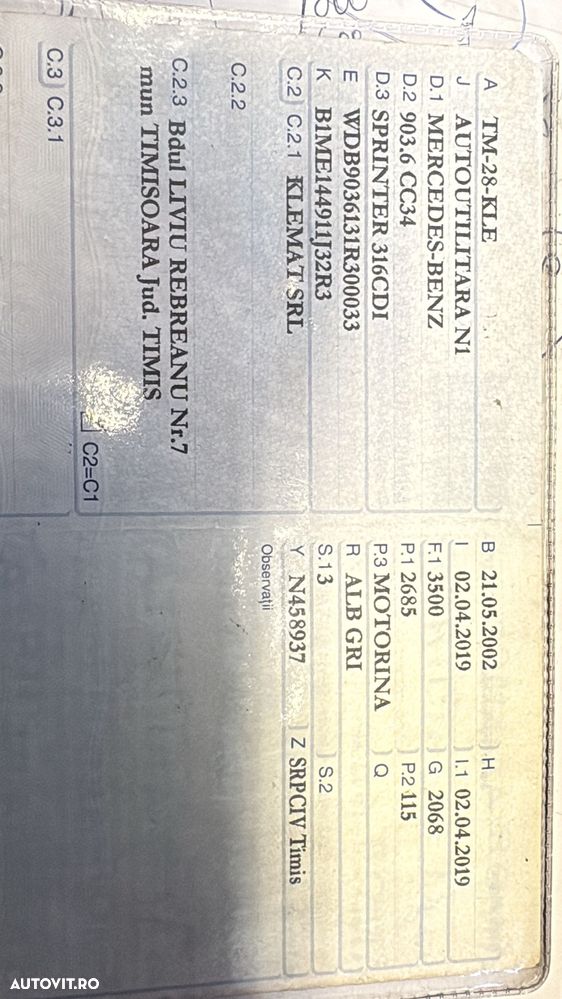 A TM-28-KLE
J AUTOUTILITARA N1
D.1 MERCEDES-BENZ
D.2 903.6 CC34
D.3 SPRINTER 316CDI
E WDB9036131R300033
K B1ME144911J32R3
C.2 C.2.1 KLEMAT SRL
C.2.2
C.2.3 Bdul LIVIU REBREANU Nr.7
mun TIMISOARA Jud. TIMIS
C2=C1
C.3 C.3.1
B 21.05.2002 H
I 02.04.2019 I.1 02.04.2019
F.1 3500 G 2068
P.1 2685 P.2 115
P.3 MOTORINA Q
R ALB GRI
S.1 3 S.2
Y N458937 Z SRPCIV Timis
Observaţii
AUTOVIT.RO